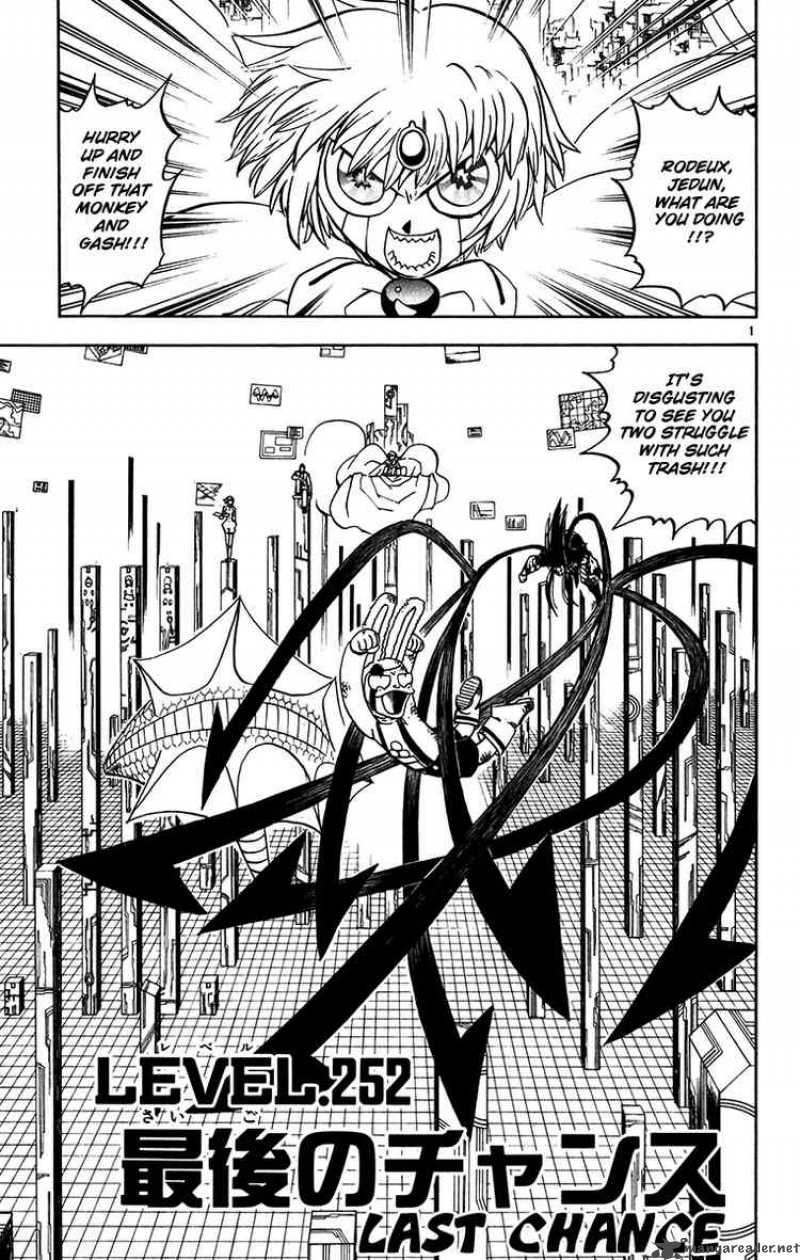 RODEUX,
JEDUN,
WHAT ARE
YOU DOING
!!?
HURRY
UP AND
FINISH
OFF THAT
MONKEY
AND
GASH!!!
1
IT'S
DISGUSTING
TO SEE YOU
TWO STRUGGLE
WITH SUCH
TRASH!!!
レベル
LEVEL.252
さいご
最後のチャンス
LAST CHANCE
mangareader.net